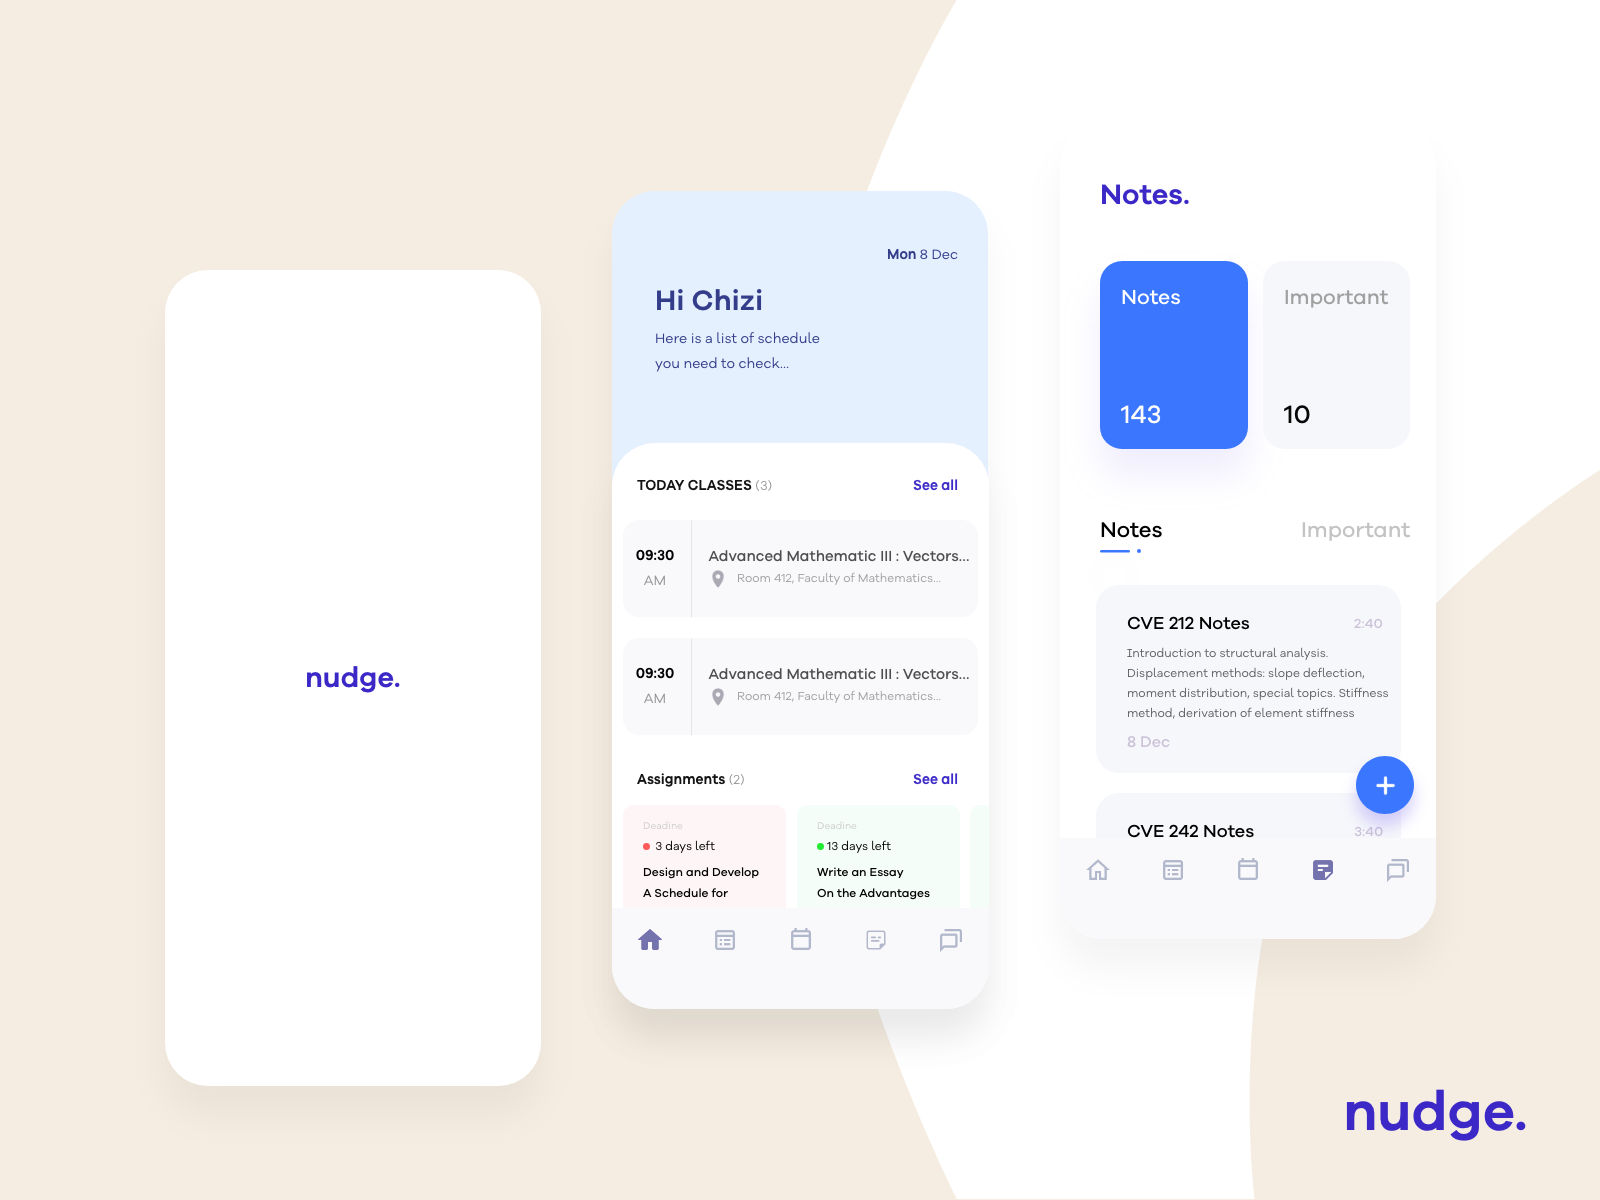 nudge.
Mon 8 Dec
Hi Chizi
Here is a list of schedule
you need to check...
TODAY CLASSES (3)
See all
09:30
AM
Advanced Mathematic III : Vectors...
Room 412, Faculty of Mathematics...
09:30
AM
Advanced Mathematic III : Vectors...
Room 412, Faculty of Mathematics...
Assignments (2)
See all
Deadine
3 days left
Design and Develop
A Schedule for
Deadine
13 days left
Write an Essay
On the Advantages
Notes.
Notes
143
Important
10
Notes
Important
CVE 212 Notes
2:40
Introduction to structural analysis.
Displacement methods: slope deflection,
moment distribution, special topics. Stiffness
method, derivation of element stiffness
8 Dec
CVE 242 Notes
3:40
nudge.